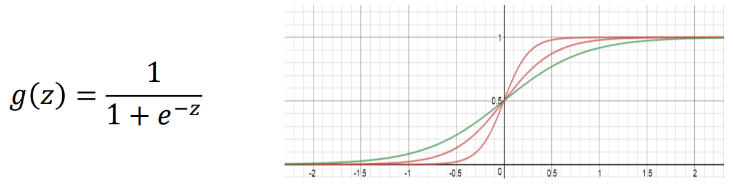 g(z) = 1 / (1 + e^{-z})
1
0.5
-2 -1.5 -1 -0.5 0 0.5 1 1.5 2